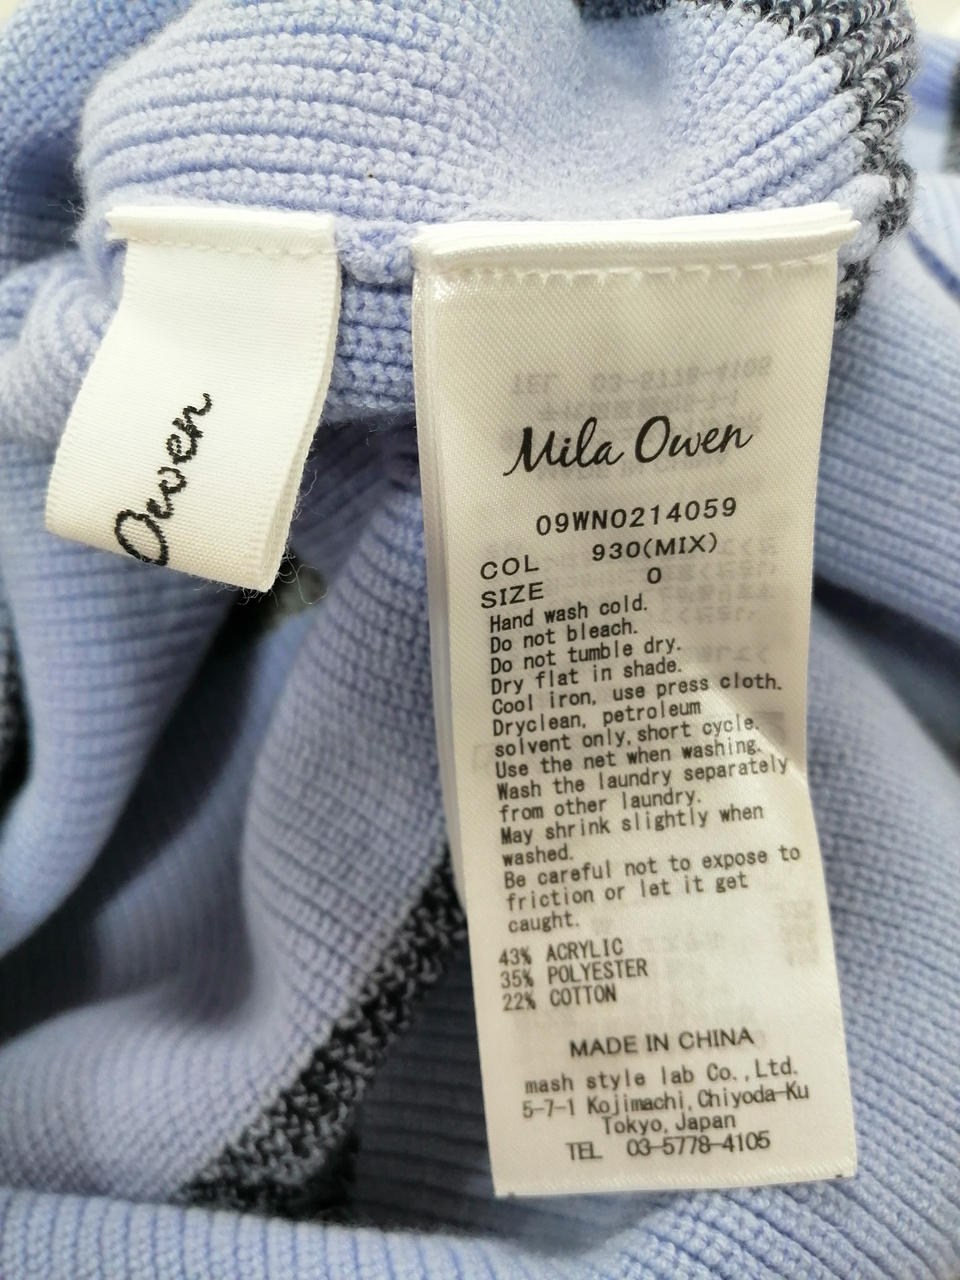 Owen
Mila Owen
09WN0214059
COL 930(MIX)
SIZE 0
Hand wash cold.
Do not bleach.
Do not tumble dry.
Dry flat in shade.
Cool iron, use press cloth.
Dryclean, petroleum
solvent only, short cycle.
Use the net when washing.
Wash the laundry separately
from other laundry.
May shrink slightly when
washed.
Be careful not to expose to
friction or let it get
caught.
43% ACRYLIC
35% POLYESTER
22% COTTON
MADE IN CHINA
mash style lab Co., Ltd.
5-7-1 Kojimachi, Chiyoda-Ku
Tokyo, Japan
TEL 03-5778-4105